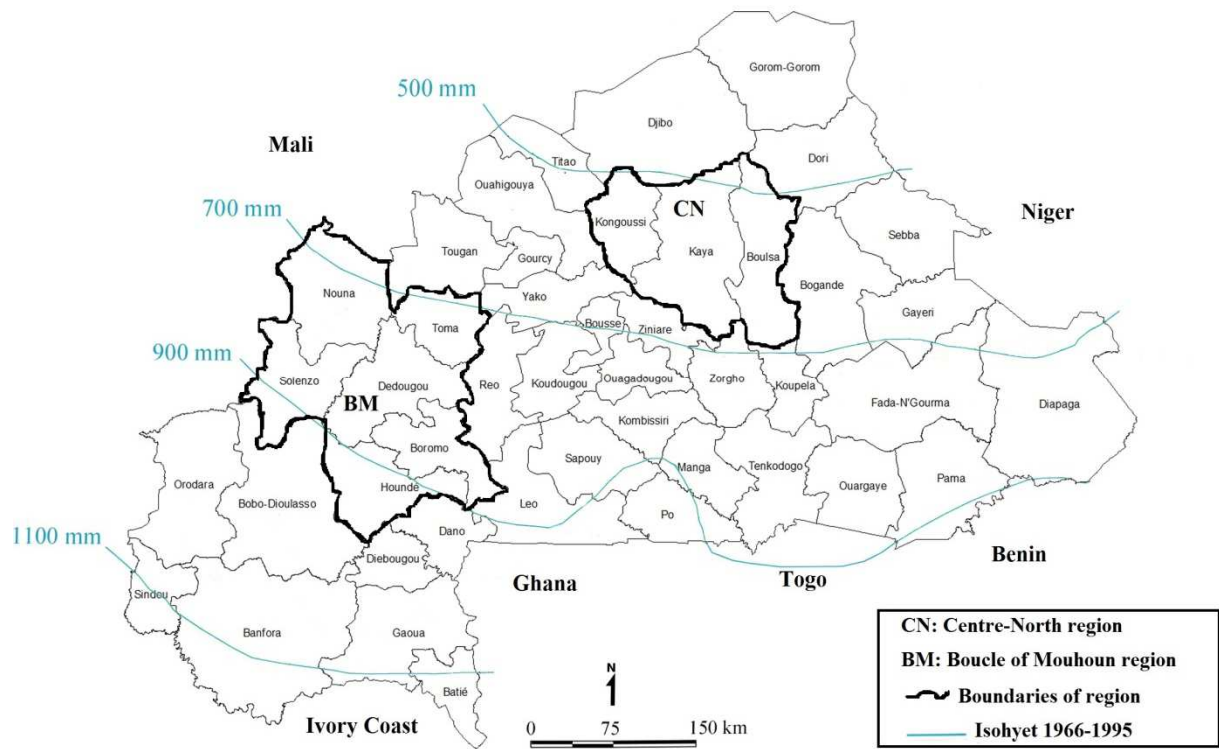 Gorom-Gorom
500 mm
Djibo
Mali
Titao
Dori
Ouahigouya
700 mm
CN
Kongoussi
Niger
Tougan
Gourcy
Kaya
Boulsa
Sebba
Nouna
Yako
Bogande
Toma
Bousse
Ziniare
Gayeri
900 mm
Solenzo
Dedougou
Reo
Koudougou
Ouagadougou
Zorgho
Koupela
BM
Fada-N'Gourma
Diapaga
Kombissiri
Boromo
Sapouy
Manga
Tenkodogo
Pama
Orodara
Houndé
Ouargaye
Bobo-Dioulasso
Leo
Po
1100 mm
Dano
Diebougou
Benin
Ghana
Togo
Sindou
Banfora
Gaoua
Batié
Ivory Coast
N
0 75 150 km
CN: Centre-North region
BM: Boucle of Mouhoun region
Boundaries of region
Isohyet 1966-1995